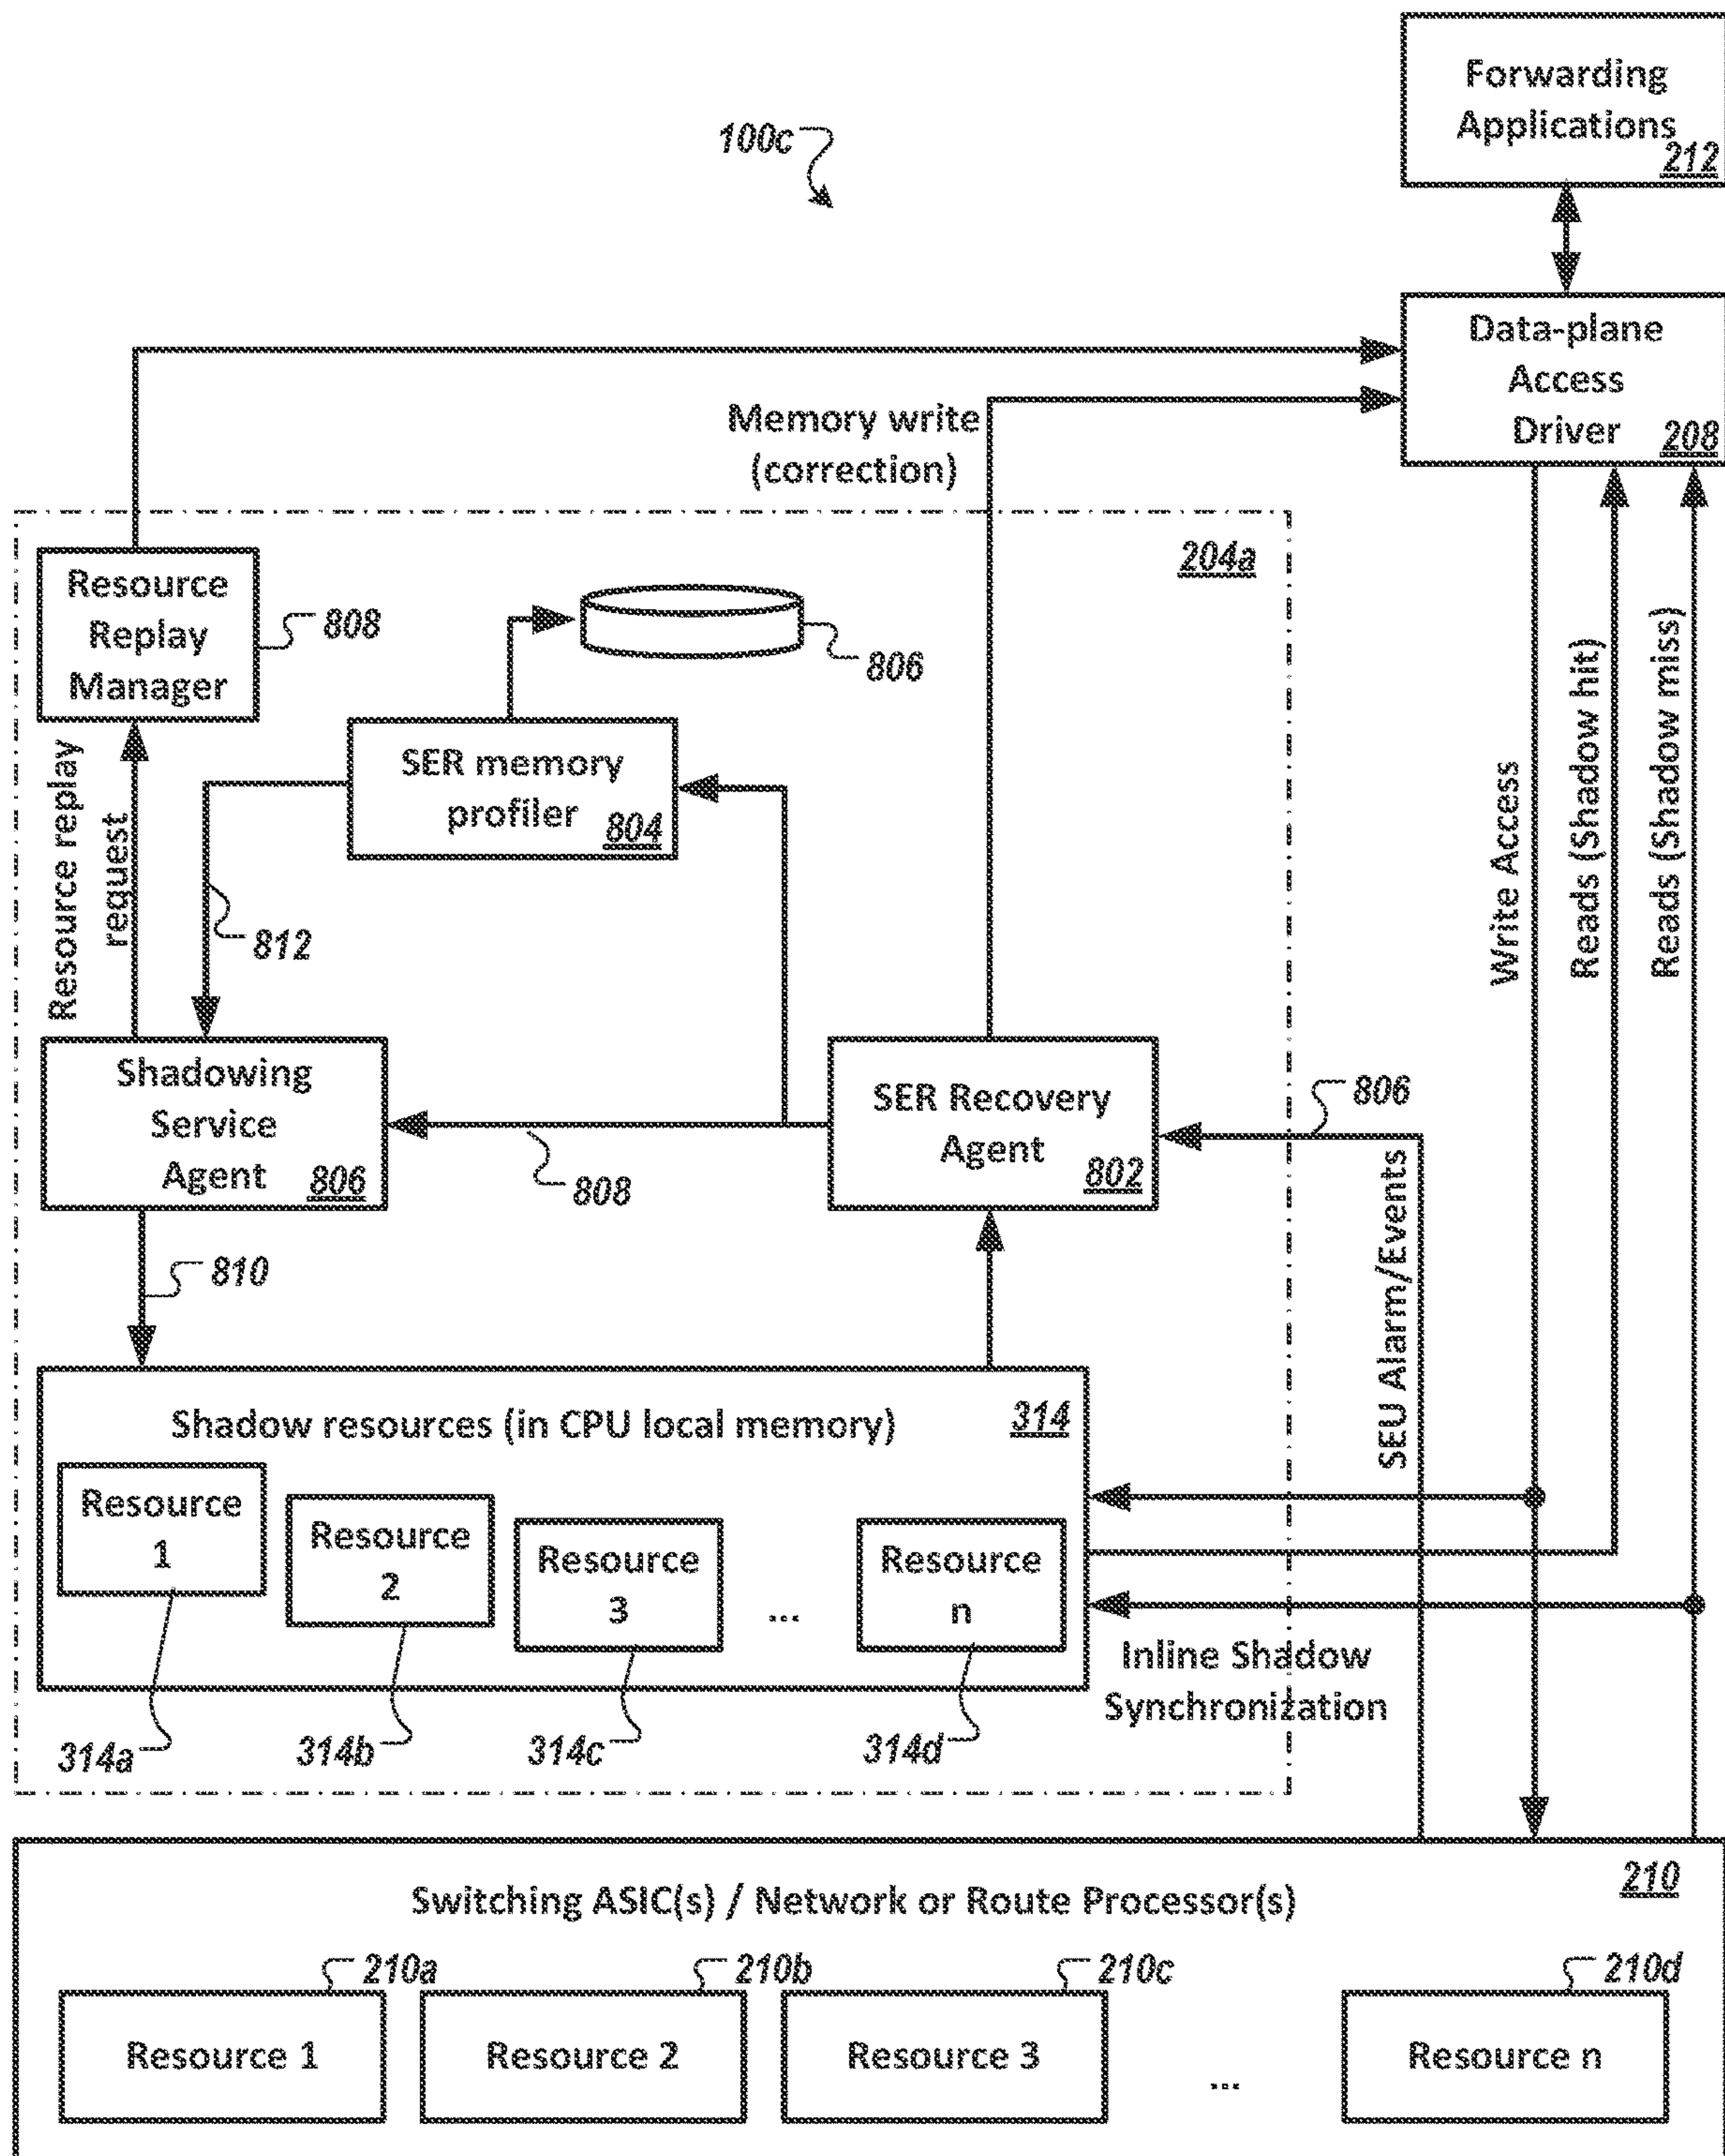 Forwarding
Applications
212
100c
Data-plane
Access
Driver
208
Memory write
(correction)
204a
Resource
Replay
Manager
808
806
SER memory
profiler
804
Resource replay
request
812
Write Access
Reads (Shadow hit)
Reads (Shadow miss)
Shadowing
Service
Agent
806
808
SER Recovery
Agent
802
806
SEU Alarm/Events
810
Shadow resources (in CPU local memory)
314
Resource
1
Resource
2
Resource
3
...
Resource
n
Inline Shadow
Synchronization
314a
314b
314c
314d
210
Switching ASIC(s) / Network or Route Processor(s)
210a
210b
210c
210d
Resource 1
Resource 2
Resource 3
...
Resource n